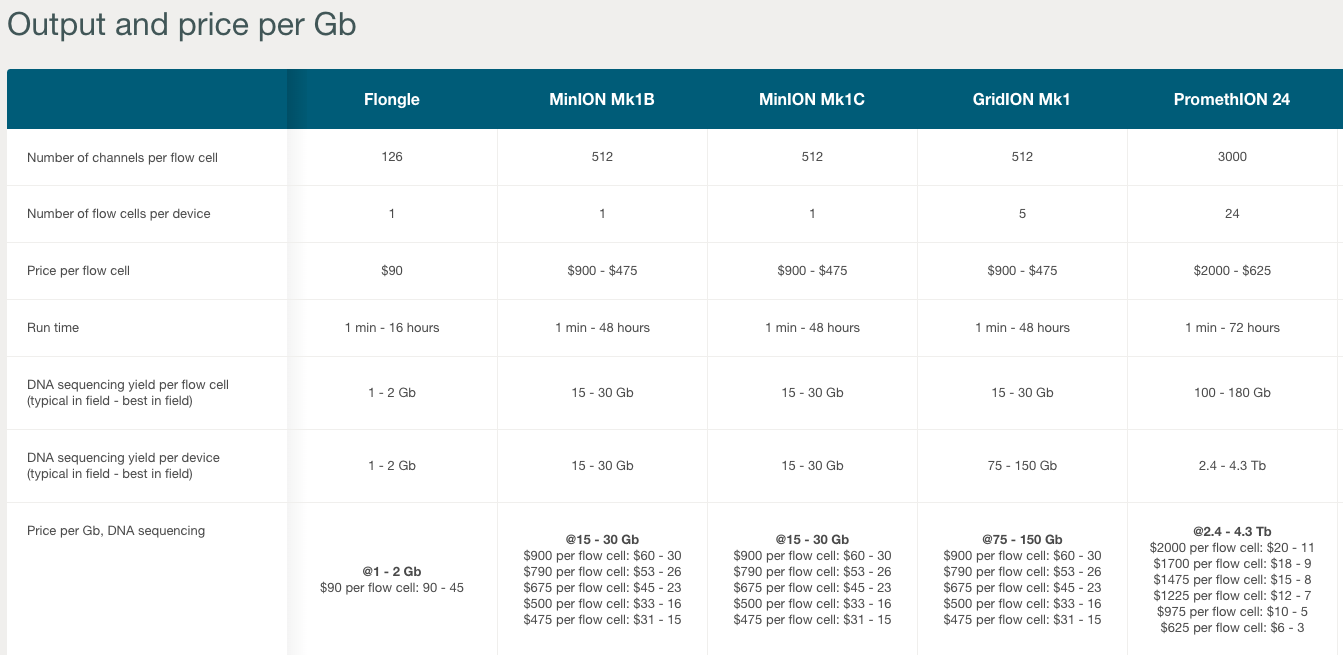 Output and price per Gb
Flongle MinION Mk1B MinION Mk1C GridION Mk1 PromethION 24
Number of channels per flow cell 126 512 512 512 3000
Number of flow cells per device 1 1 1 5 24
Price per flow cell $90 $900 - $475 $900 - $475 $900 - $475 $2000 - $625
Run time 1 min - 16 hours 1 min - 48 hours 1 min - 48 hours 1 min - 48 hours 1 min - 72 hours
DNA sequencing yield per flow cell
(typical in field - best in field) 1 - 2 Gb 15 - 30 Gb 15 - 30 Gb 15 - 30 Gb 100 - 180 Gb
DNA sequencing yield per device
(typical in field - best in field) 1 - 2 Gb 15 - 30 Gb 15 - 30 Gb 75 - 150 Gb 2.4 - 4.3 Tb
Price per Gb, DNA sequencing
@1 - 2 Gb
$90 per flow cell: 90 - 45
@15 - 30 Gb
$900 per flow cell: $60 - 30
$790 per flow cell: $53 - 26
$675 per flow cell: $45 - 23
$500 per flow cell: $33 - 16
$475 per flow cell: $31 - 15
@15 - 30 Gb
$900 per flow cell: $60 - 30
$790 per flow cell: $53 - 26
$675 per flow cell: $45 - 23
$500 per flow cell: $33 - 16
$475 per flow cell: $31 - 15
@75 - 150 Gb
$900 per flow cell: $60 - 30
$790 per flow cell: $53 - 26
$675 per flow cell: $45 - 23
$500 per flow cell: $33 - 16
$475 per flow cell: $31 - 15
@2.4 - 4.3 Tb
$2000 per flow cell: $20 - 11
$1700 per flow cell: $18 - 9
$1475 per flow cell: $15 - 8
$1225 per flow cell: $12 - 7
$975 per flow cell: $10 - 5
$625 per flow cell: $6 - 3